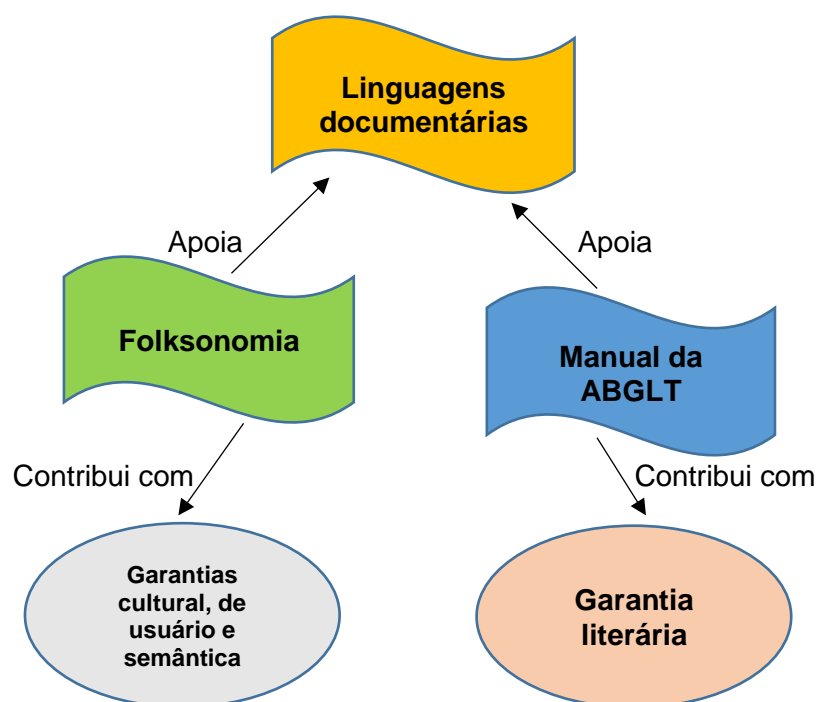 Linguagens
documentárias
Apoia
Apoia
Folksonomia
Manual da
ABGLT
Contribui com
Contribui com
Garantias
cultural, de
usuário e
semântica
Garantia
literária